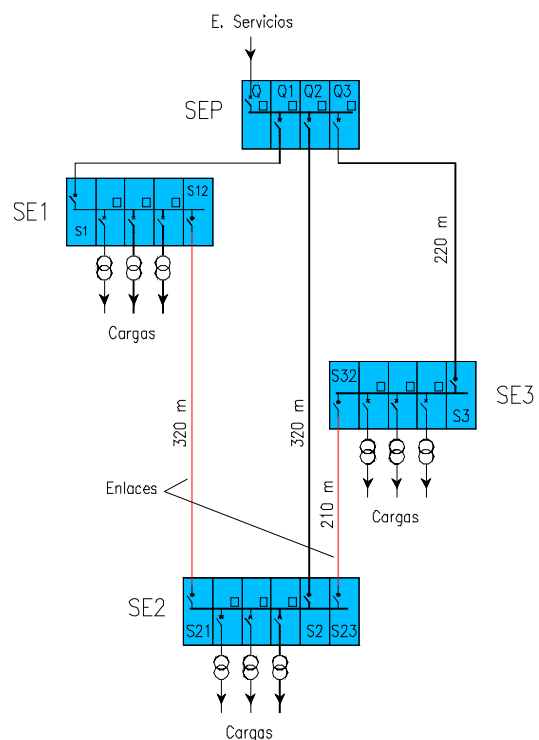 E. Servicios
Q Q1 Q2 Q3
SEP
S12
SE1
S1
220 m
Cargas
S32
SE3
S3
320 m
320 m
Enlaces
210 m
Cargas
SE2
S21 S2 S23
Cargas